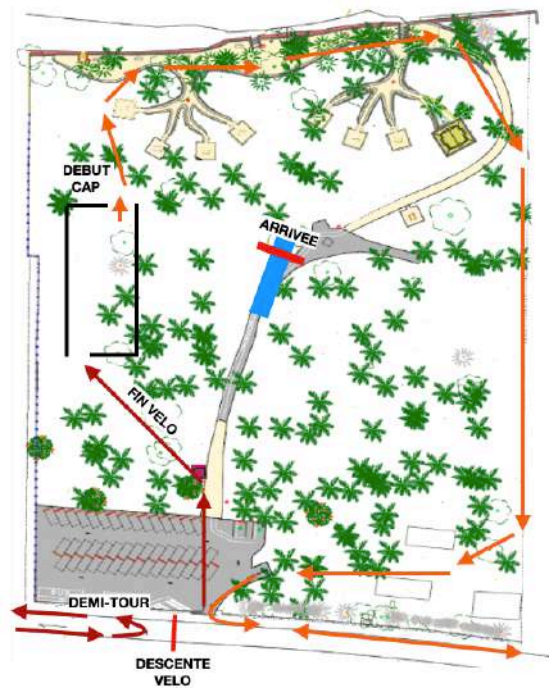 DEBUT
CAP
ARRIVEE
FIN VELO
DEMI-TOUR
DESCENTE
VELO